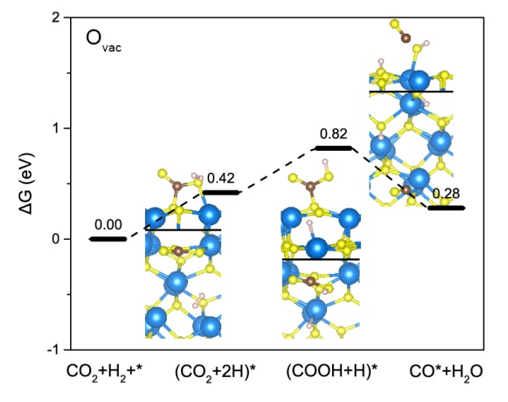 2
O_vac
1
0.82
0.42
0.28
0.00
0
-1
ΔG (eV)
CO₂+H₂+* (CO₂+2H)* (COOH+H)* CO*+H₂O